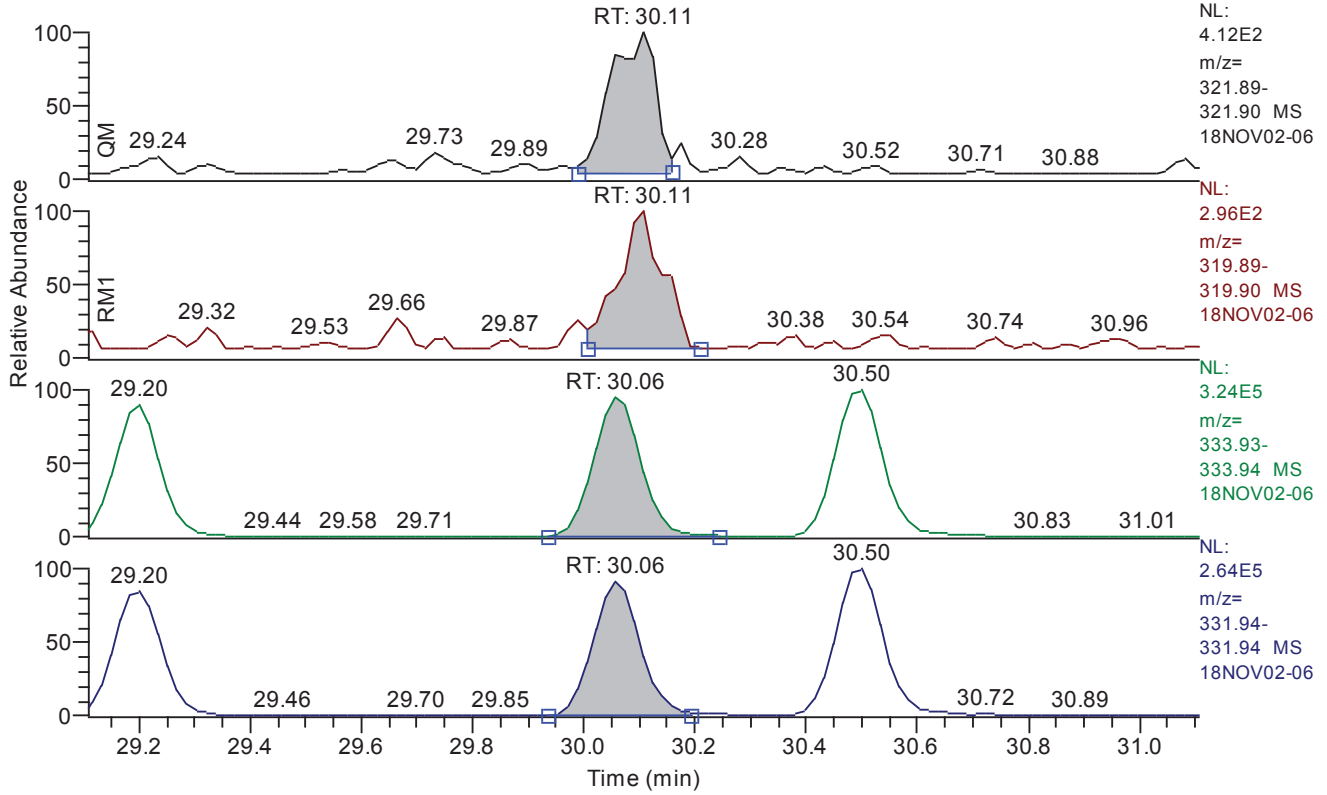 RT: 30.11
NL:
4.12E2
m/z=
321.89-
321.90 MS
18NOV02-06
100
50
0
QM
29.24
29.73
29.89
30.28
30.52
30.71
30.88
RT: 30.11
NL:
2.96E2
m/z=
319.89-
319.90 MS
18NOV02-06
100
50
0
RM1
29.32
29.53
29.66
29.87
30.38
30.54
30.74
30.96
Relative Abundance
RT: 30.06
NL:
3.24E5
m/z=
333.93-
333.94 MS
18NOV02-06
100
50
0
29.20
29.44
29.58
29.71
30.50
30.83
31.01
RT: 30.06
NL:
2.64E5
m/z=
331.94-
331.94 MS
18NOV02-06
100
50
0
29.20
29.46
29.70
29.85
30.50
30.72
30.89
29.2 29.4 29.6 29.8 30.0 30.2 30.4 30.6 30.8 31.0
Time (min)